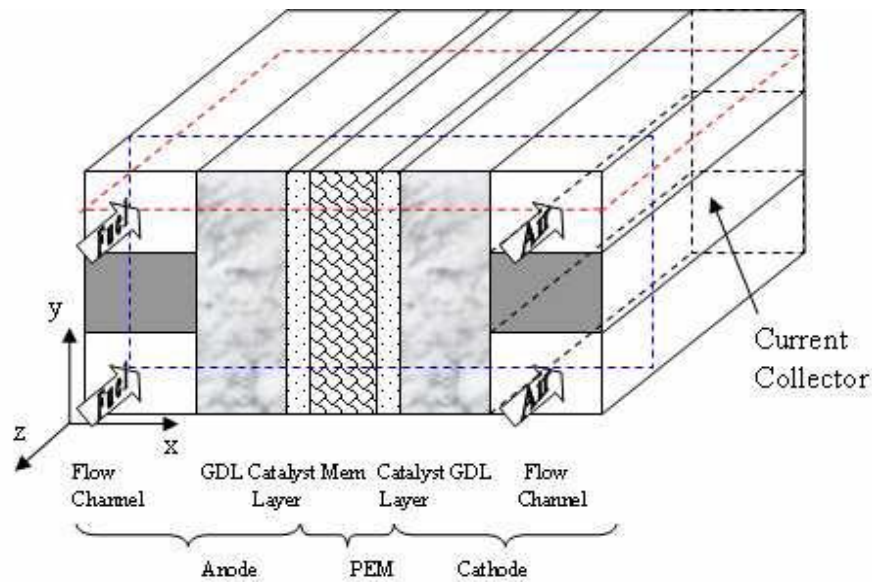 Fuel
Air
y
Fuel
Air
Current
Collector
z
x
Flow
Channel
GDL Catalyst Mem Catalyst GDL
Layer
Layer
Flow
Channel
Anode
PEM
Cathode